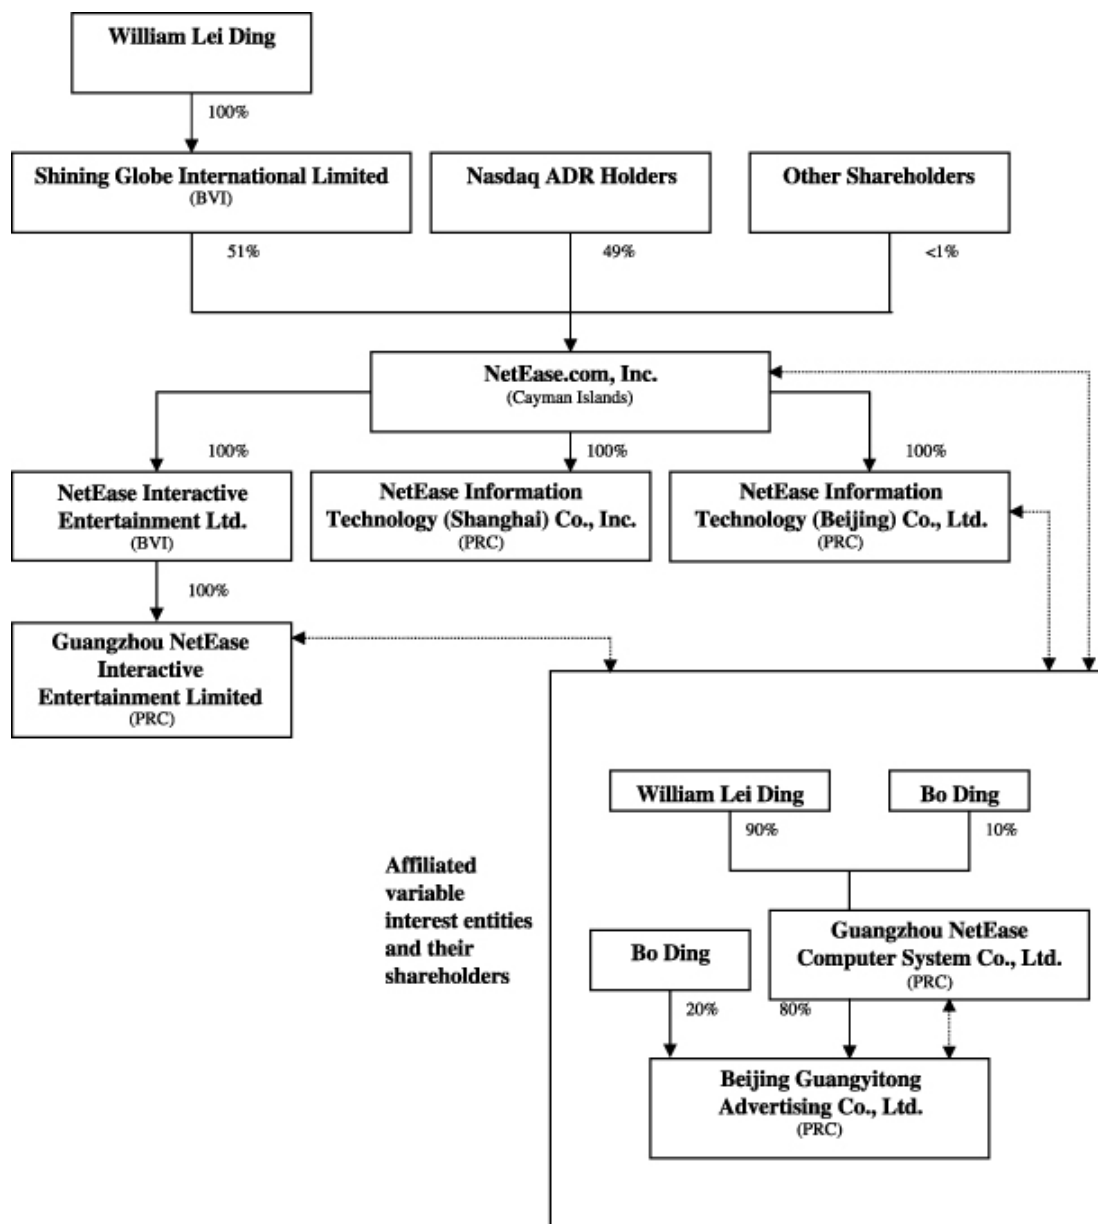 William Lei Ding
100%
Shining Globe International Limited
(BVI)
Nasdaq ADR Holders
Other Shareholders
51%
49%
<1%
NetEase.com, Inc.
(Cayman Islands)
100%
100%
100%
NetEase Interactive
Entertainment Ltd.
(BVI)
NetEase Information
Technology (Shanghai) Co., Inc.
(PRC)
NetEase Information
Technology (Beijing) Co., Ltd.
(PRC)
100%
Guangzhou NetEase
Interactive
Entertainment Limited
(PRC)
William Lei Ding
Bo Ding
90%
10%
Affiliated
variable
interest entities
and their
shareholders
Guangzhou NetEase
Computer System Co., Ltd.
(PRC)
Bo Ding
20%
80%
Beijing Guangyitong
Advertising Co., Ltd.
(PRC)